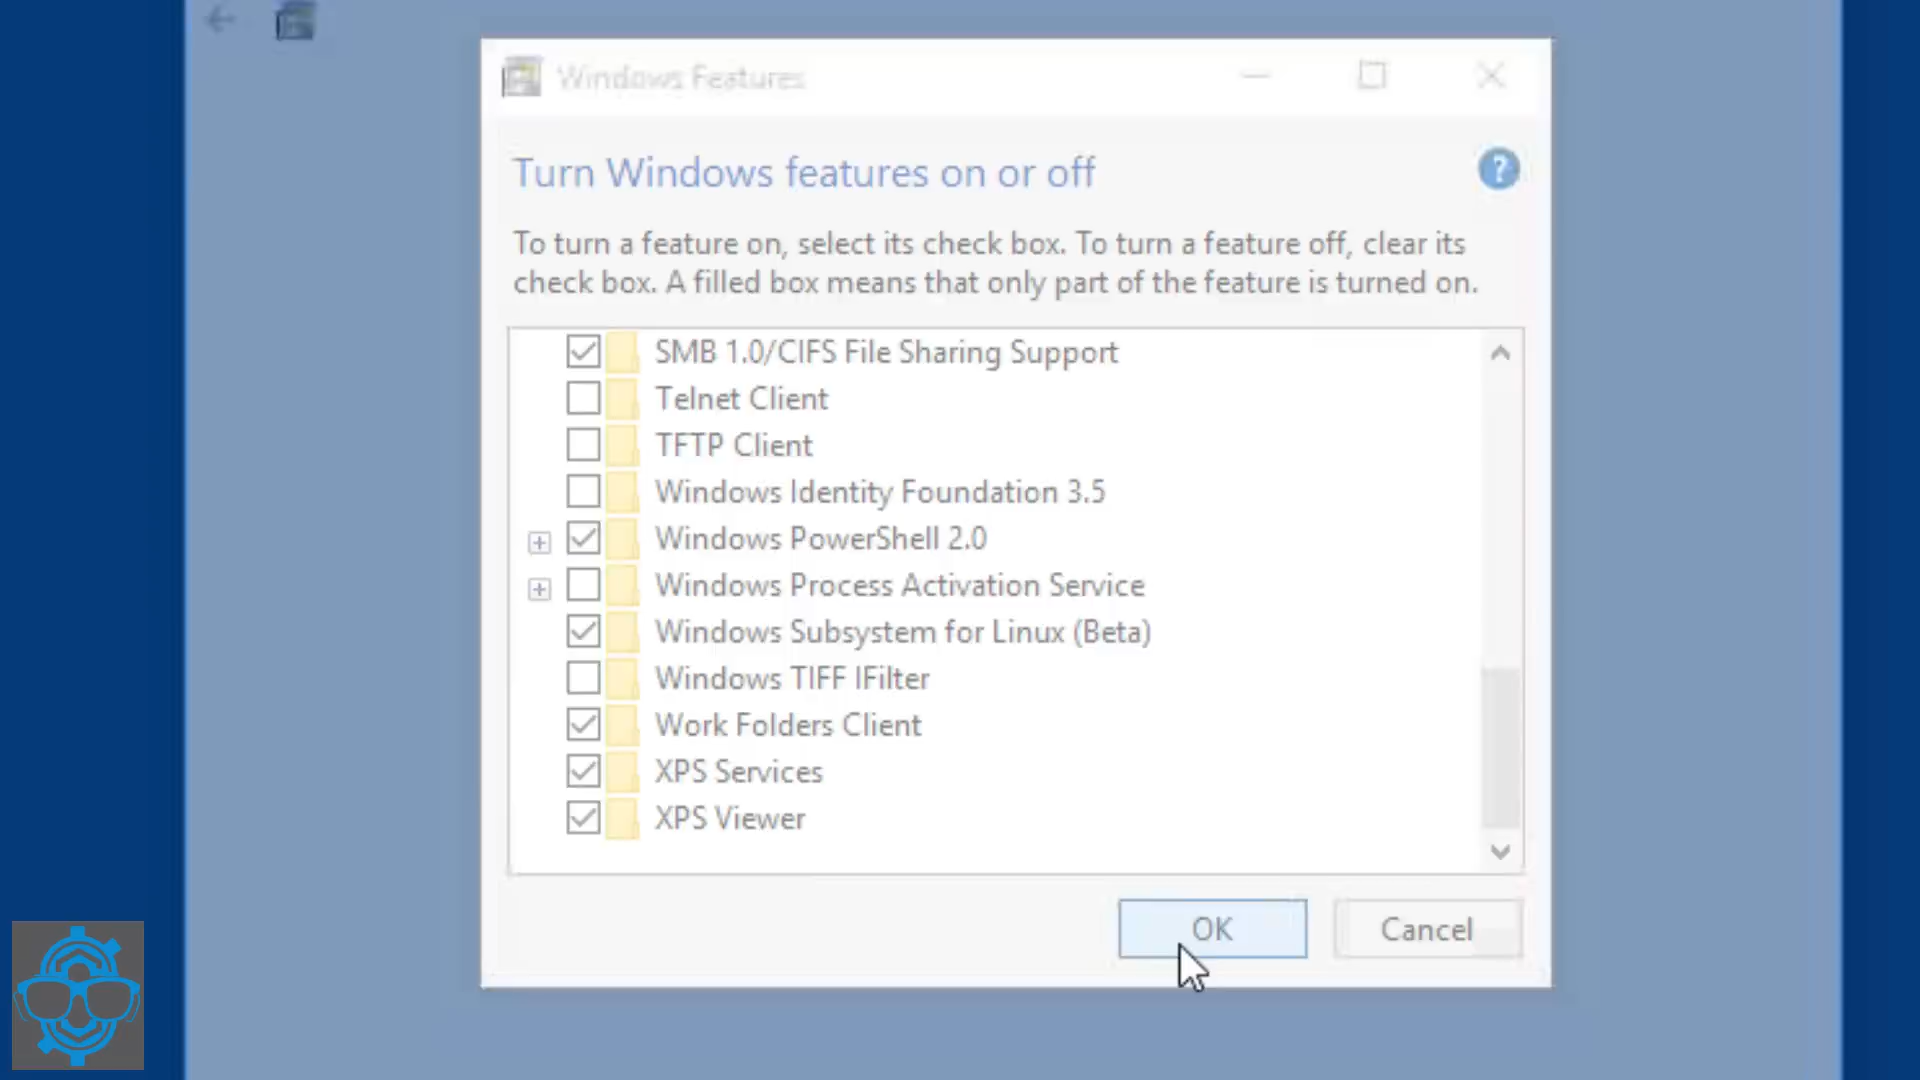 Windows Features
Turn Windows features on or off
?
To turn a feature on, select its check box. To turn a feature off, clear its
check box. A filled box means that only part of the feature is turned on.
SMB 1.0/CIFS File Sharing Support
Telnet Client
TFTP Client
Windows Identity Foundation 3.5
Windows PowerShell 2.0
Windows Process Activation Service
Windows Subsystem for Linux (Beta)
Windows TIFF IFilter
Work Folders Client
XPS Services
XPS Viewer
OK
Cancel